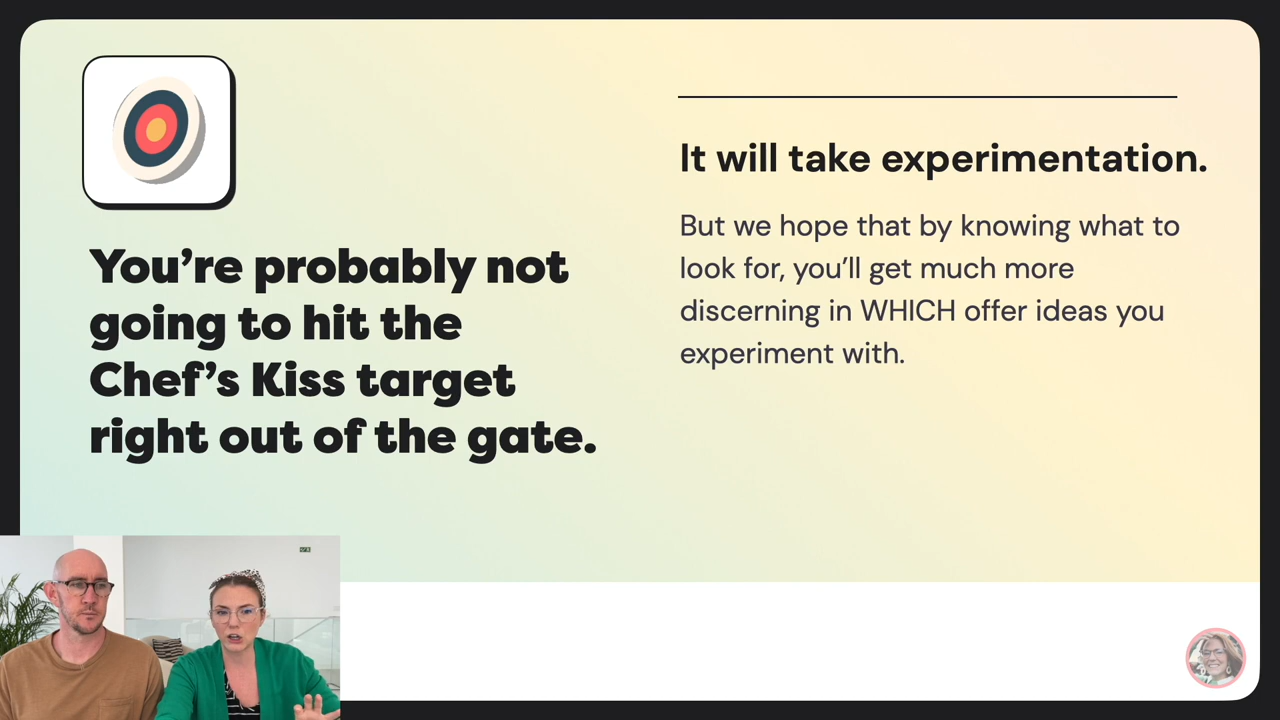 You’re probably not
going to hit the
Chef’s Kiss target
right out of the gate.
It will take experimentation.
But we hope that by knowing what to
look for, you’ll get much more
discerning in WHICH offer ideas you
experiment with.